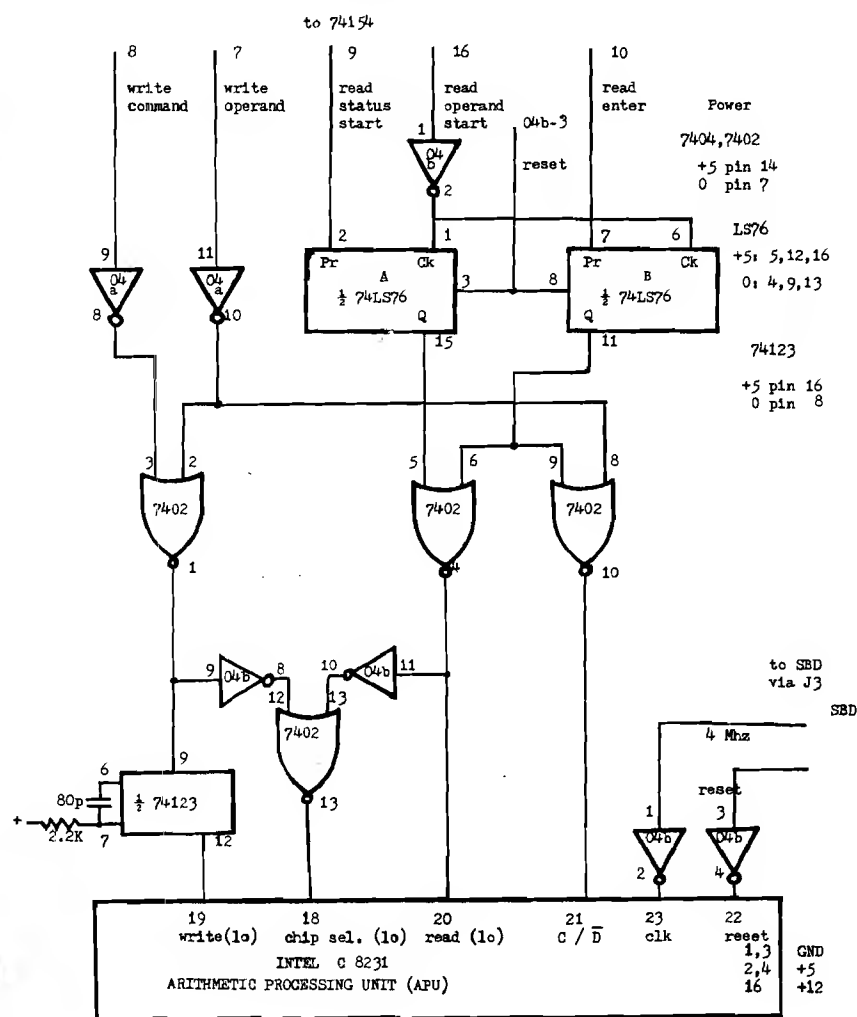 to 74154
8
7
9
16
10
write command
write operand
read status start
read operand start
read enter
04b-3
reset
Power
7404,7402
+5 pin 14
0 pin 7
LS76
+5: 5,12,16
0: 4,9,13
74123
+5 pin 16
0 pin 8
1
04
b
2
2
1
7
6
Pr
Ck
A
½ 74LS76
Q
3
8
Pr
Ck
B
½ 74LS76
Q
15
11
9
04
a
8
11
04
a
10
3
2
7402
1
5
6
7402
4
9
8
7402
10
9
04b
8
12
10
04b
11
13
7402
13
to SBD via J3
SBD
4 Mhz
reset
1
04b
2
3
04b
4
6
80p
+
2.2K
7
9
½ 74123
12
19
write(lo)
18
chip sel. (lo)
20
read (lo)
21
C / D̅
23
clk
22
reset
INTEL C 8231
ARITHMETIC PROCESSING UNIT (APU)
1,3 GND
2,4 +5
16 +12